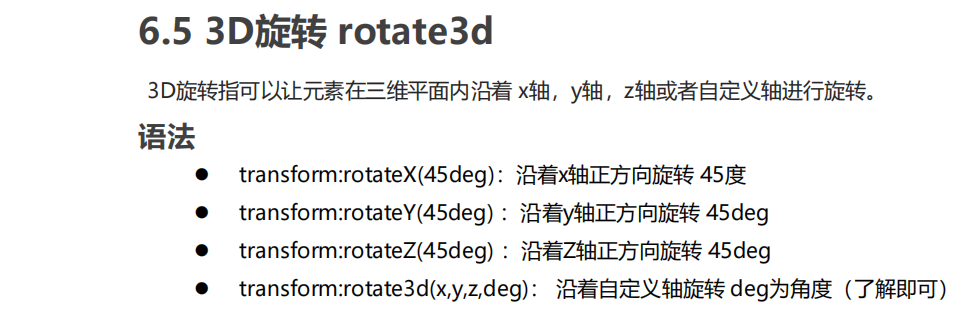 6.5 3D旋转 rotate3d
3D旋转指可以让元素在三维平面内沿着 x轴，y轴，z轴或者自定义轴进行旋转。
语法
● transform:rotateX(45deg)：沿着x轴正方向旋转 45度
● transform:rotateY(45deg) ：沿着y轴正方向旋转 45deg
● transform:rotateZ(45deg) ：沿着Z轴正方向旋转 45deg
● transform:rotate3d(x,y,z,deg)： 沿着自定义轴旋转 deg为角度（了解即可）